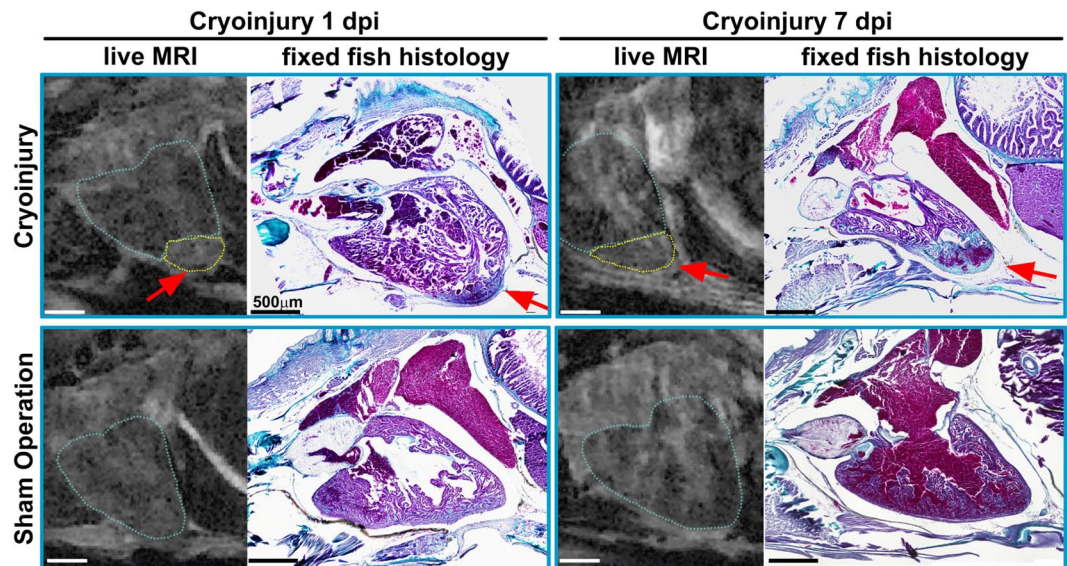 Cryoinjury 1 dpi
Cryoinjury 7 dpi
live MRI
fixed fish histology
live MRI
fixed fish histology
Cryoinjury
500μm
Sham Operation